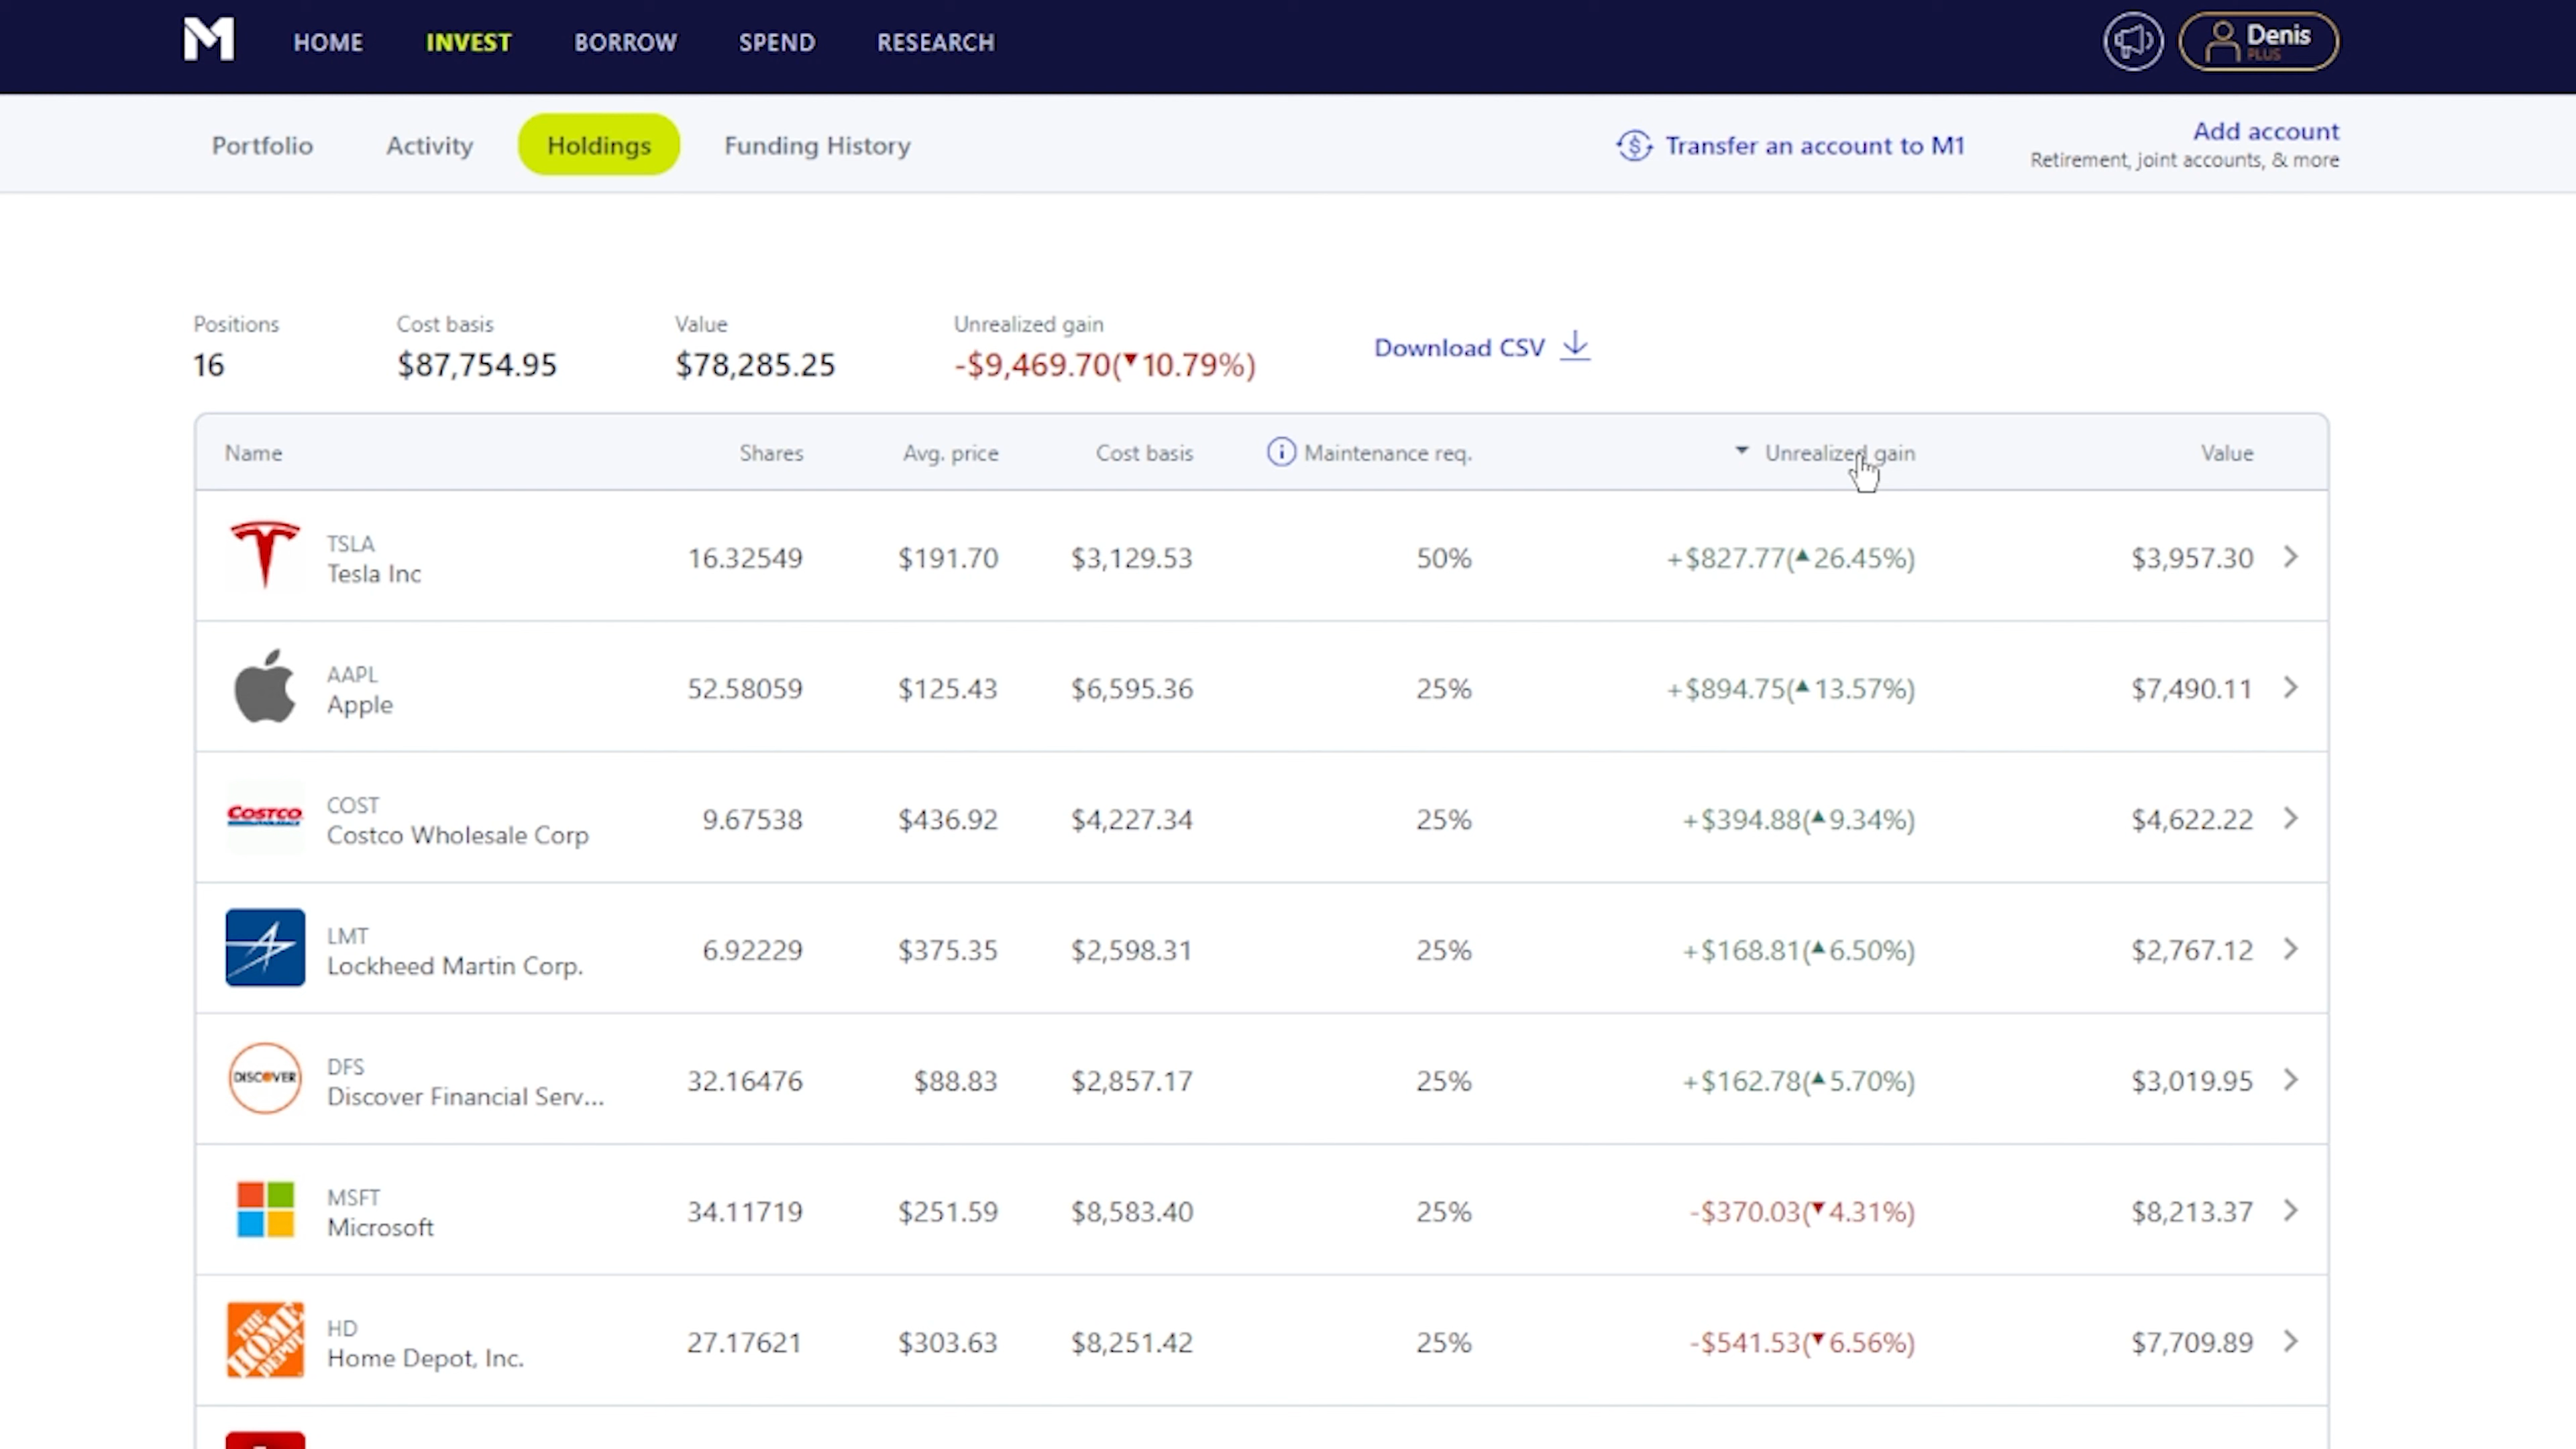 M HOME INVEST BORROW SPEND RESEARCH Denis
PLUS
Portfolio Activity Holdings Funding History Transfer an account to M1 Add account
Retirement, joint accounts, & more
Positions Cost basis Value Unrealized gain
16 $87,754.95 $78,285.25 -$9,469.70(▼10.79%) Download CSV
Name Shares Avg. price Cost basis Maintenance req. Unrealized gain Value
TSLA
Tesla Inc 16.32549 $191.70 $3,129.53 50% +$827.77(▲26.45%) $3,957.30
AAPL
Apple 52.58059 $125.43 $6,595.36 25% +$894.75(▲13.57%) $7,490.11
COSTCO COST
Costco Wholesale Corp 9.67538 $436.92 $4,227.34 25% +$394.88(▲9.34%) $4,622.22
LMT
Lockheed Martin Corp. 6.92229 $375.35 $2,598.31 25% +$168.81(▲6.50%) $2,767.12
DISCOVER DFS
Discover Financial Serv... 32.16476 $88.83 $2,857.17 25% +$162.78(▲5.70%) $3,019.95
MSFT
Microsoft 34.11719 $251.59 $8,583.40 25% -$370.03(▼4.31%) $8,213.37
THE HOME DEPOT HD
Home Depot, Inc. 27.17621 $303.63 $8,251.42 25% -$541.53(▼6.56%) $7,709.89